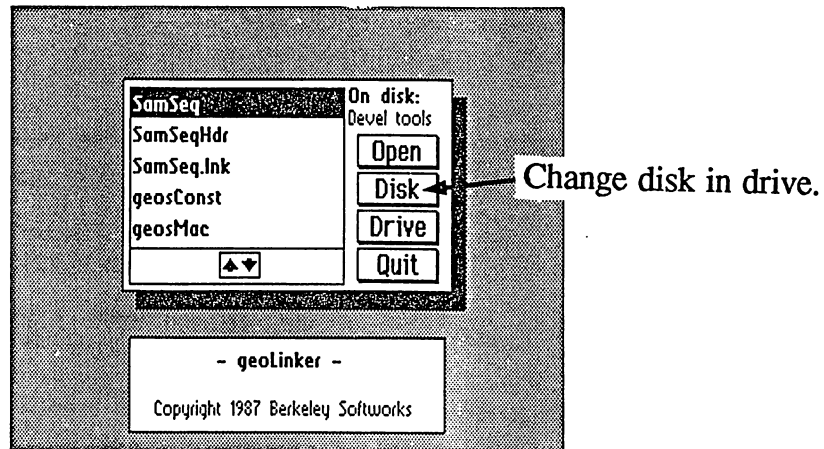 SamSeq
SamSeqHdr
SamSeq.lnk
geosConst
geosMac
On disk:
Devel tools
Open
Disk
Drive
Quit
Change disk in drive.
- geoLinker -
Copyright 1987 Berkeley Softworks